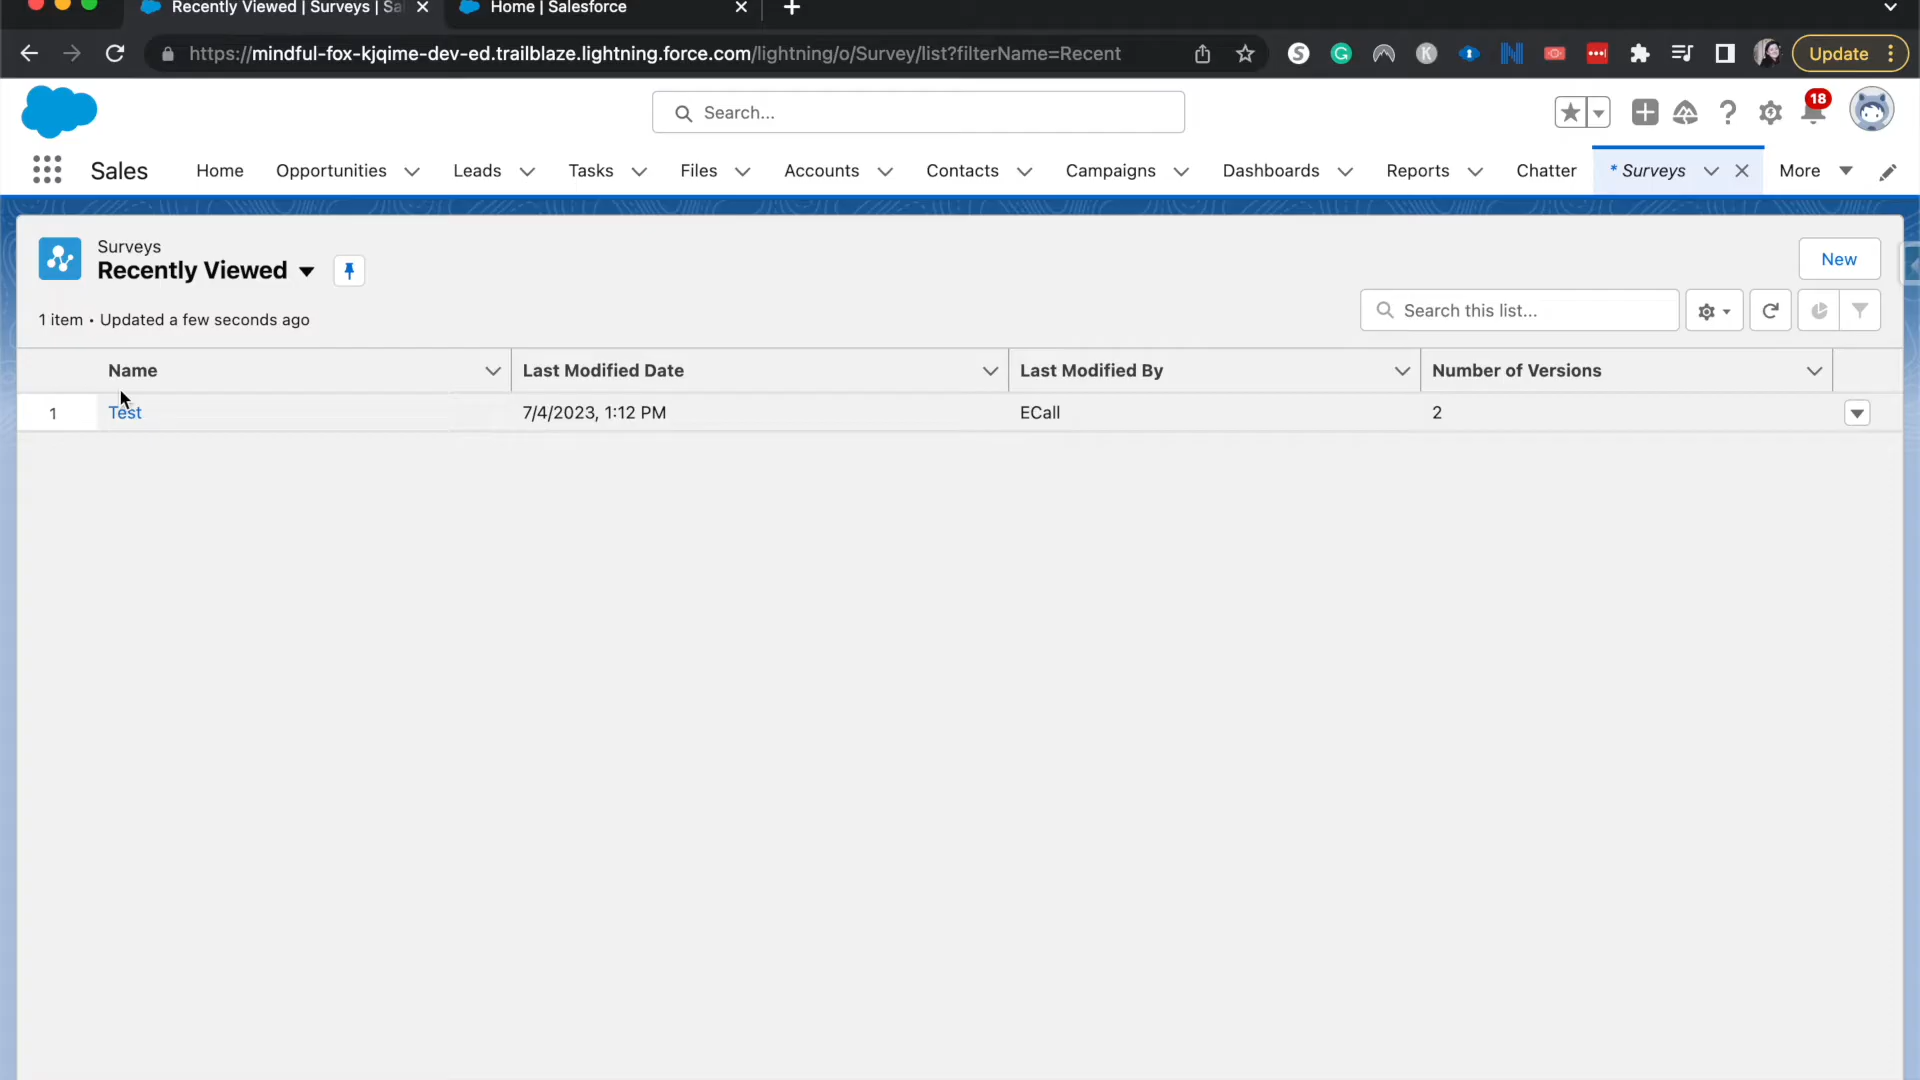 Recently Viewed | Surveys | Sa
Home | Salesforce
https://mindful-fox-kjqime-dev-ed.trailblaze.lightning.force.com/lightning/o/Survey/list?filterName=Recent
Update
Search...
18
Sales
Home
Opportunities
Leads
Tasks
Files
Accounts
Contacts
Campaigns
Dashboards
Reports
Chatter
* Surveys
More
Surveys
Recently Viewed
New
1 item • Updated a few seconds ago
Search this list...
Name
Last Modified Date
Last Modified By
Number of Versions
1
Test
7/4/2023, 1:12 PM
ECall
2